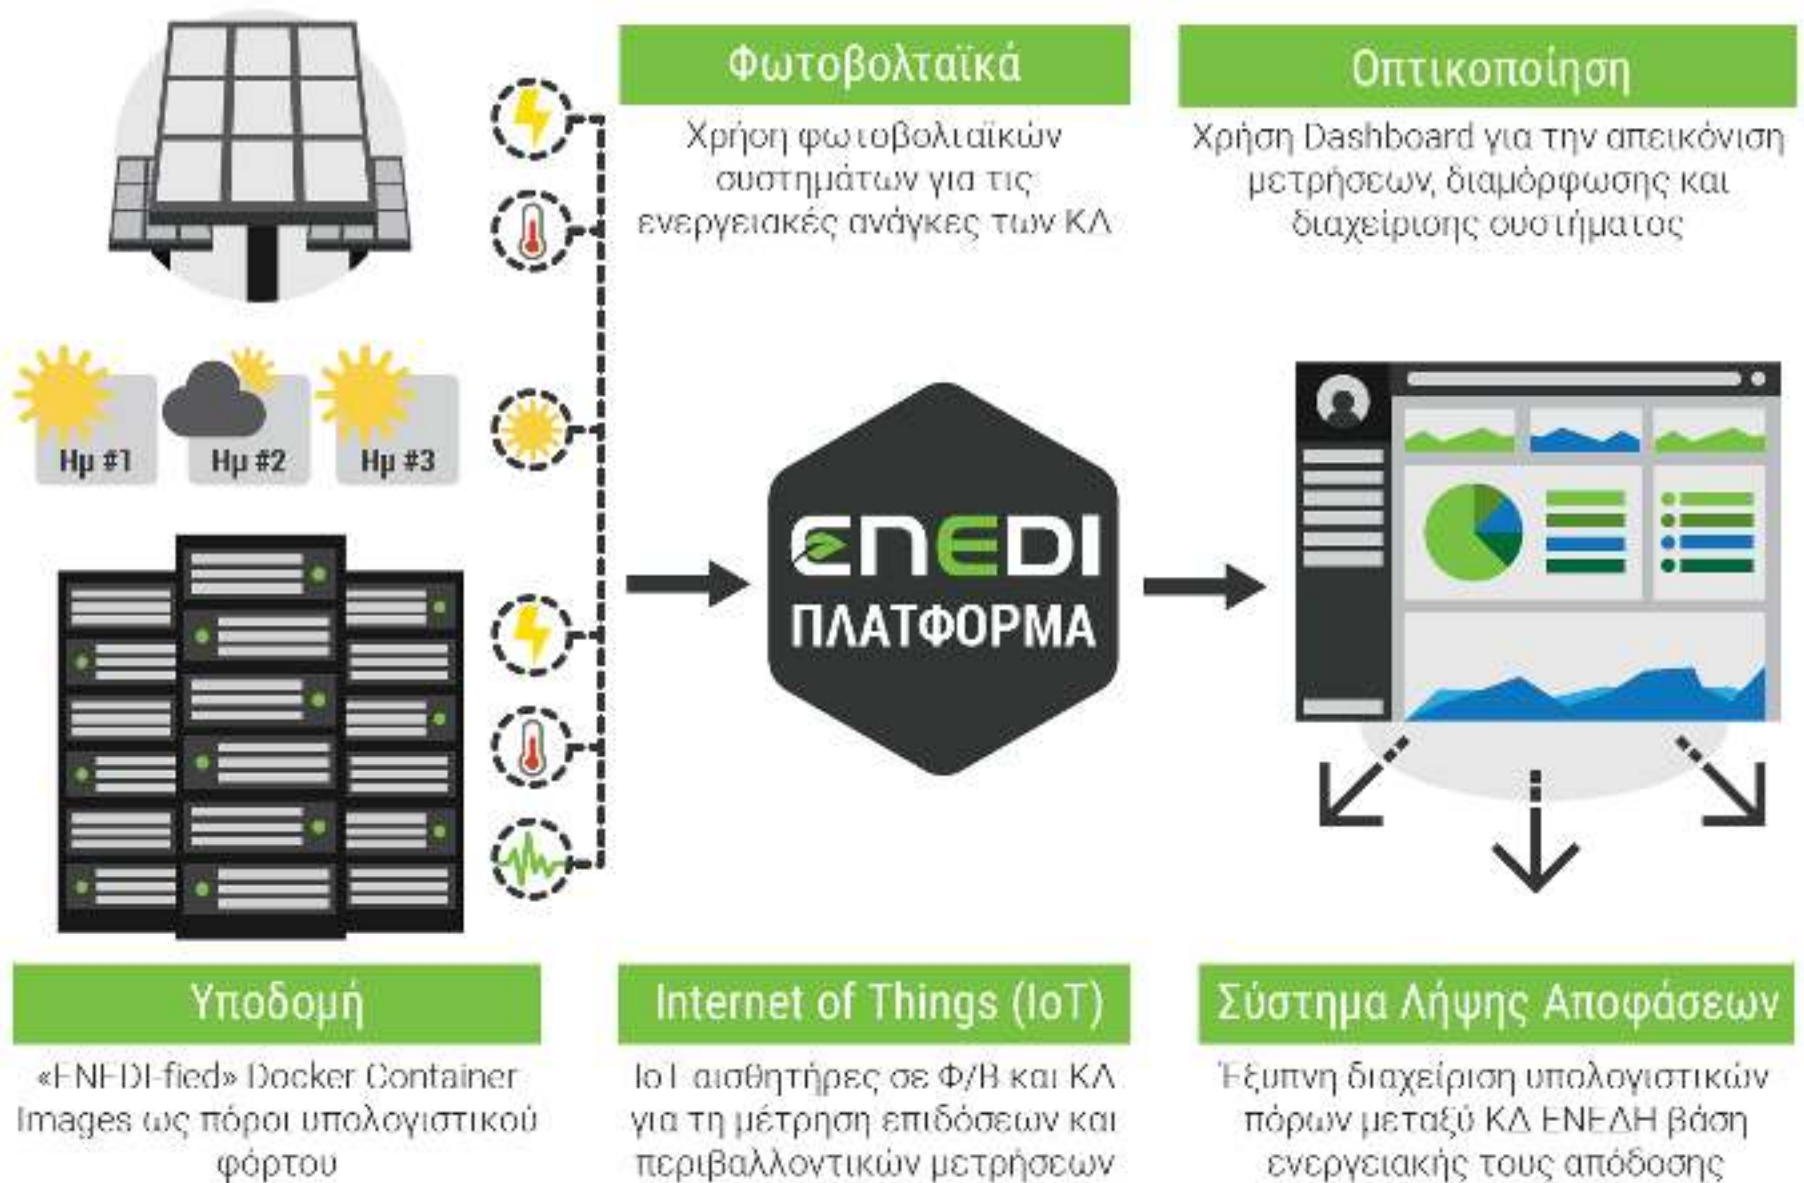 Φωτοβολταϊκά
Χρήση φωτοβολταϊκών
συστημάτων για τις
ενεργειακές ανάγκες των ΚΔ
Οπτικοποίηση
Χρήση Dashboard για την απεικόνιση
μετρήσεων, διαμόρφωσης και
διαχείρισης συστήματος
Ημ #1
Ημ #2
Ημ #3
ENEDI
ΠΛΑΤΦΟΡΜΑ
Υποδομή
«ENEDI-fied» Docker Container
Images ως πόροι υπολογιστικού
φόρτου
Internet of Things (IoT)
IoT αισθητήρες σε Φ/Β και ΚΔ
για τη μέτρηση επιδόσεων και
περιβαλλοντικών μετρήσεων
Σύστημα Λήψης Αποφάσεων
Έξυπνη διαχείριση υπολογιστικών
πόρων μεταξύ ΚΔ ΕΝΕΔΗ βάση
ενεργειακής τους απόδοσης